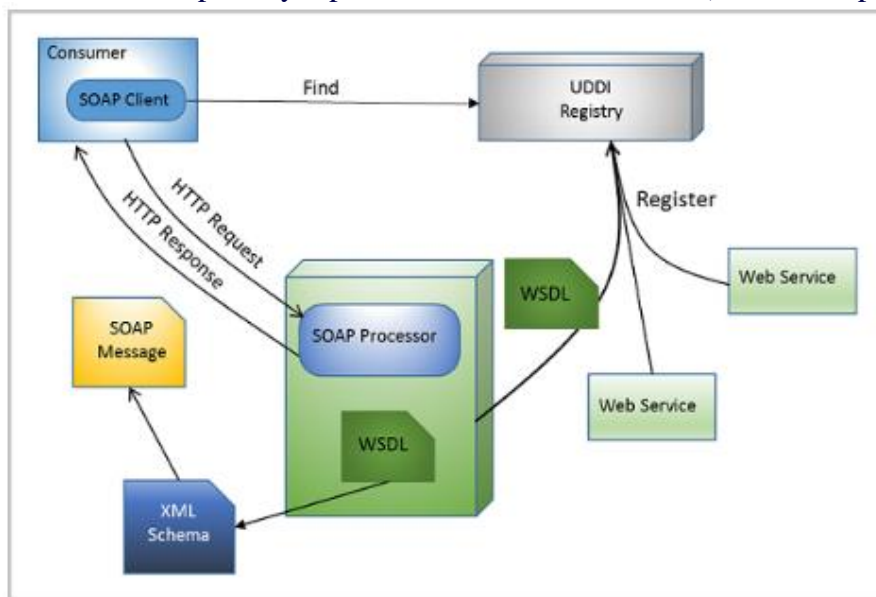 Consumer
SOAP Client
Find
UDDI
Registry
HTTP Request
HTTP Response
Register
WSDL
Web Service
SOAP Processor
SOAP
Message
Web Service
WSDL
XML
Schema